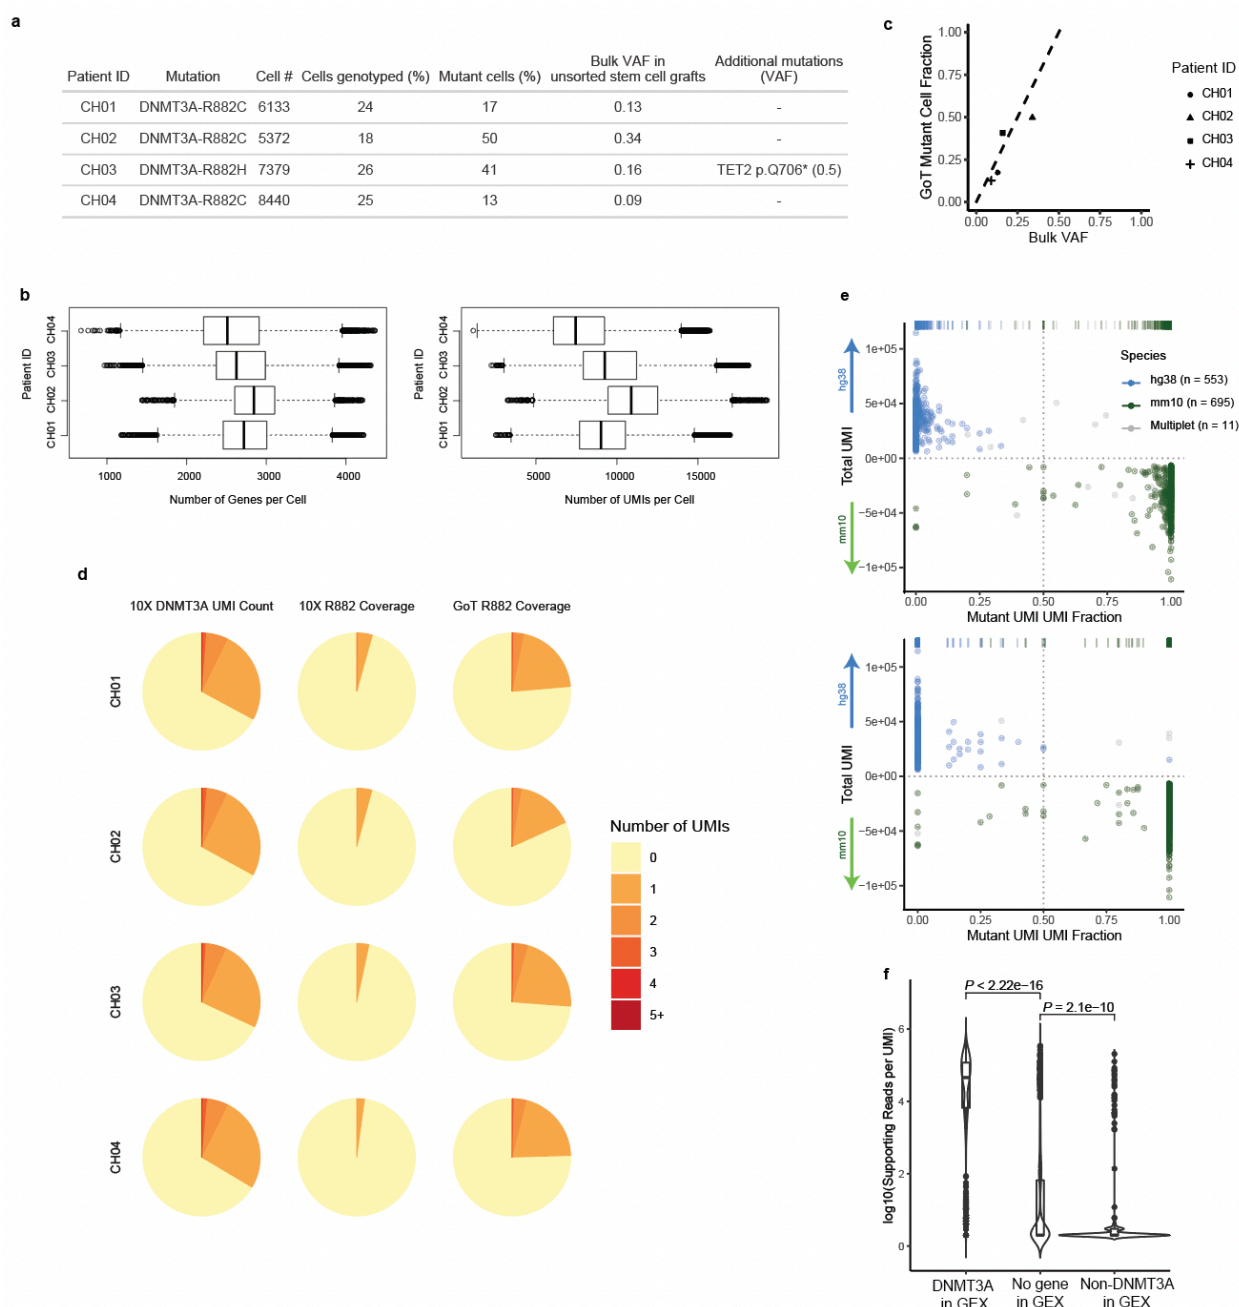 a
Patient ID Mutation Cell # Cells genotyped (%) Mutant cells (%) Bulk VAF in unsorted stem cell grafts Additional mutations (VAF)
CH01 DNMT3A-R882C 6133 24 17 0.13 -
CH02 DNMT3A-R882C 5372 18 50 0.34 -
CH03 DNMT3A-R882H 7379 26 41 0.16 TET2 p.Q706* (0.5)
CH04 DNMT3A-R882C 8440 25 13 0.09 -
c
GoT Mutant Cell Fraction
1.00
0.75
0.50
0.25
0.00
0.00 0.25 0.50 0.75 1.00
Bulk VAF
Patient ID
CH01
CH02
CH03
CH04
b
Patient ID
CH04
CH03
CH02
CH01
1000 2000 3000 4000
Number of Genes per Cell
Patient ID
CH04
CH03
CH02
CH01
5000 10000 15000
Number of UMIs per Cell
e
hg38
Total UMI
mm10
1e+05
5e+04
0e+00
−5e+04
−1e+05
0.00 0.25 0.50 0.75 1.00
Mutant UMI UMI Fraction
Species
hg38 (n = 553)
mm10 (n = 695)
Multiplet (n = 11)
hg38
Total UMI
mm10
1e+05
5e+04
0e+00
−5e+04
−1e+05
0.00 0.25 0.50 0.75 1.00
Mutant UMI UMI Fraction
d
10X DNMT3A UMI Count 10X R882 Coverage GoT R882 Coverage
CH01
CH02
CH03
CH04
Number of UMIs
0
1
2
3
4
5+
f
P < 2.22e−16
P = 2.1e−10
log10(Supporting Reads per UMI)
6
4
2
0
DNMT3A No gene Non-DNMT3A
in GEX in GEX in GEX